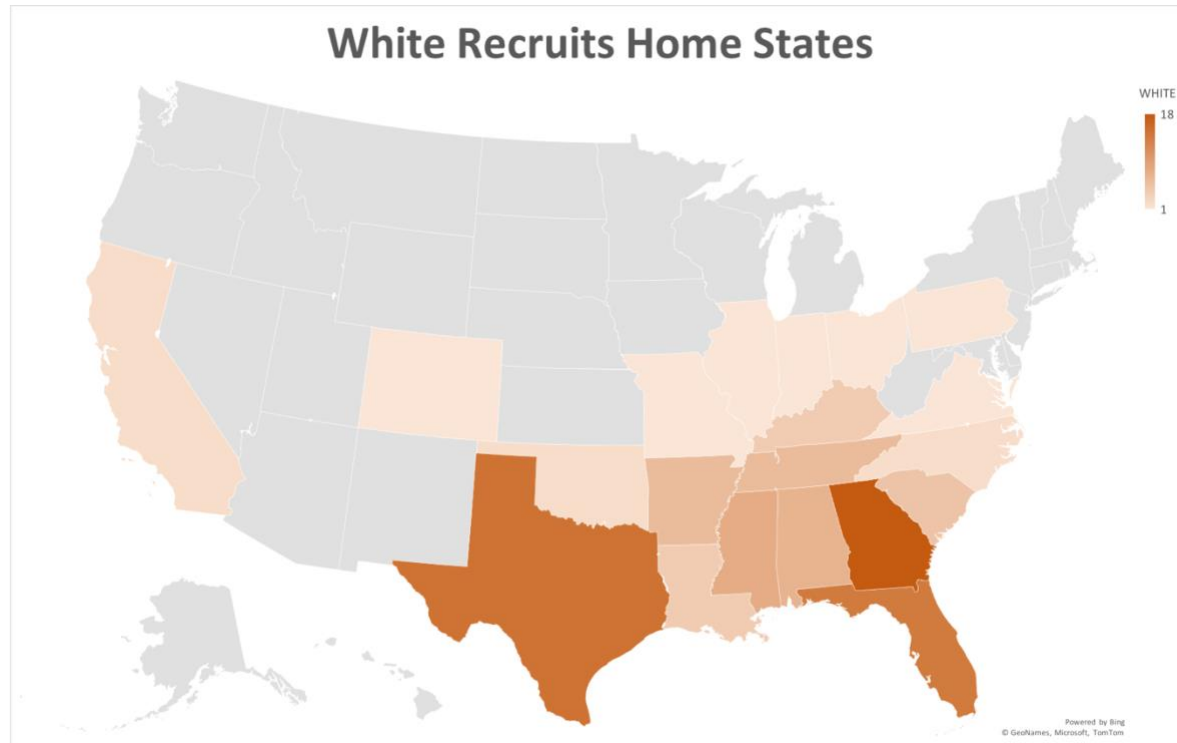 White Recruits Home States
WHITE
18
1
Powered by Bing
© GeoNames, Microsoft, TomTom